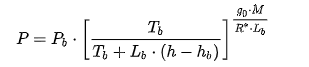 P = P_b · [ T_b / (T_b + L_b · (h − h_b)) ]^((g_0 · M) / (R* · L_b))